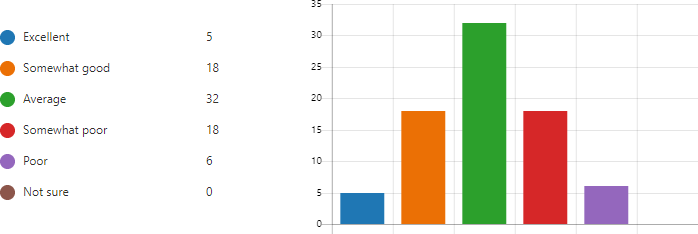 Excellent 5
Somewhat good 18
Average 32
Somewhat poor 18
Poor 6
Not sure 0
35
30
25
20
15
10
5
0